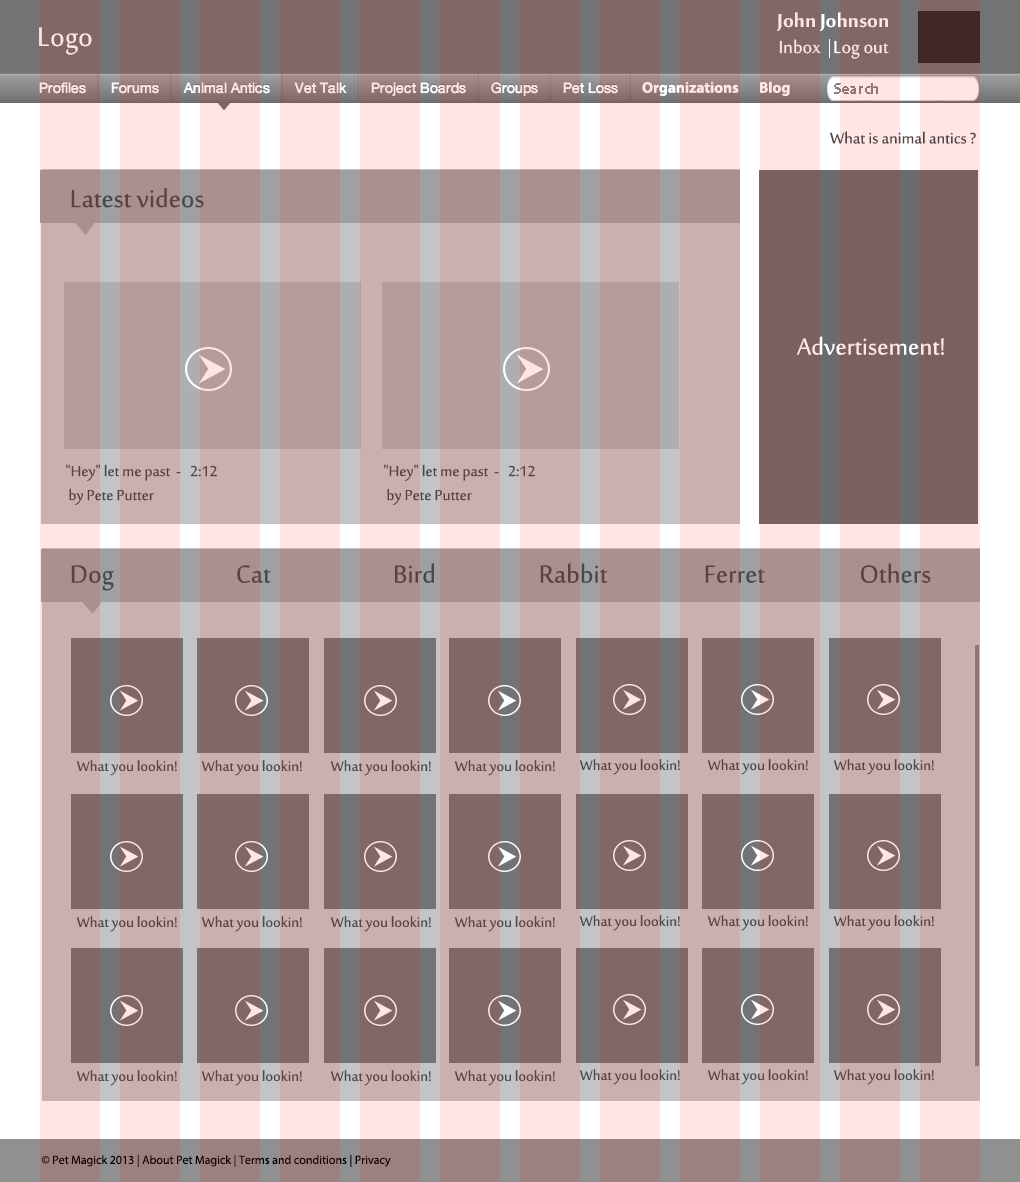 Logo
John Johnson
Inbox | Log out
Profiles Forums Animal Antics Vet Talk Project Boards Groups Pet Loss Organizations Blog Search
What is animal antics ?
Latest videos
"Hey" let me past - 2:12
by Pete Putter
"Hey" let me past - 2:12
by Pete Putter
Advertisement!
Dog Cat Bird Rabbit Ferret Others
What you lookin! What you lookin! What you lookin! What you lookin! What you lookin! What you lookin! What you lookin!
What you lookin! What you lookin! What you lookin! What you lookin! What you lookin! What you lookin! What you lookin!
What you lookin! What you lookin! What you lookin! What you lookin! What you lookin! What you lookin! What you lookin!
© Pet Magick 2013 | About Pet Magick | Terms and conditions | Privacy